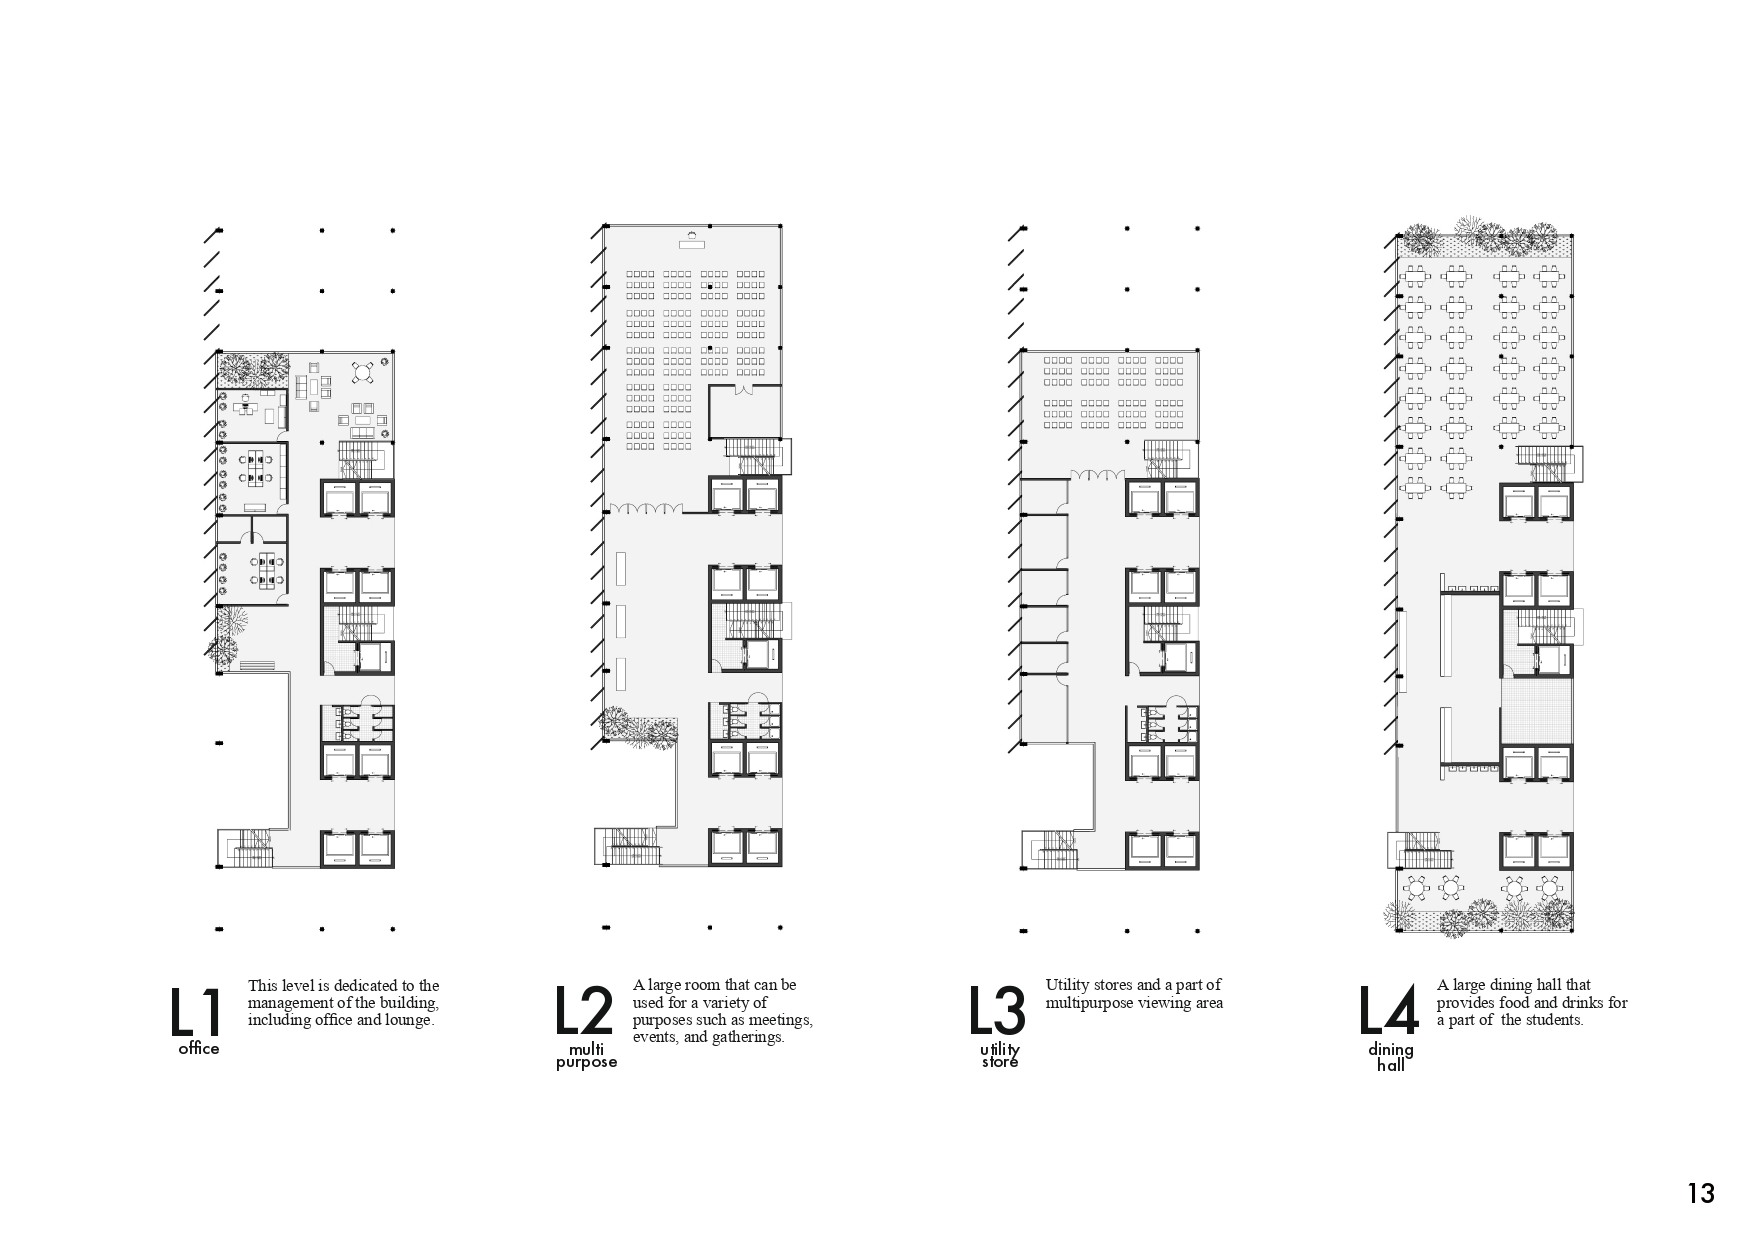 L1
office
This level is dedicated to the
management of the building,
including office and lounge.
L2
multi
purpose
A large room that can be
used for a variety of
purposes such as meetings,
events, and gatherings.
L3
utility
store
Utility stores and a part of
multipurpose viewing area
L4
dining
hall
A large dining hall that
provides food and drinks for
a part of the students.
13